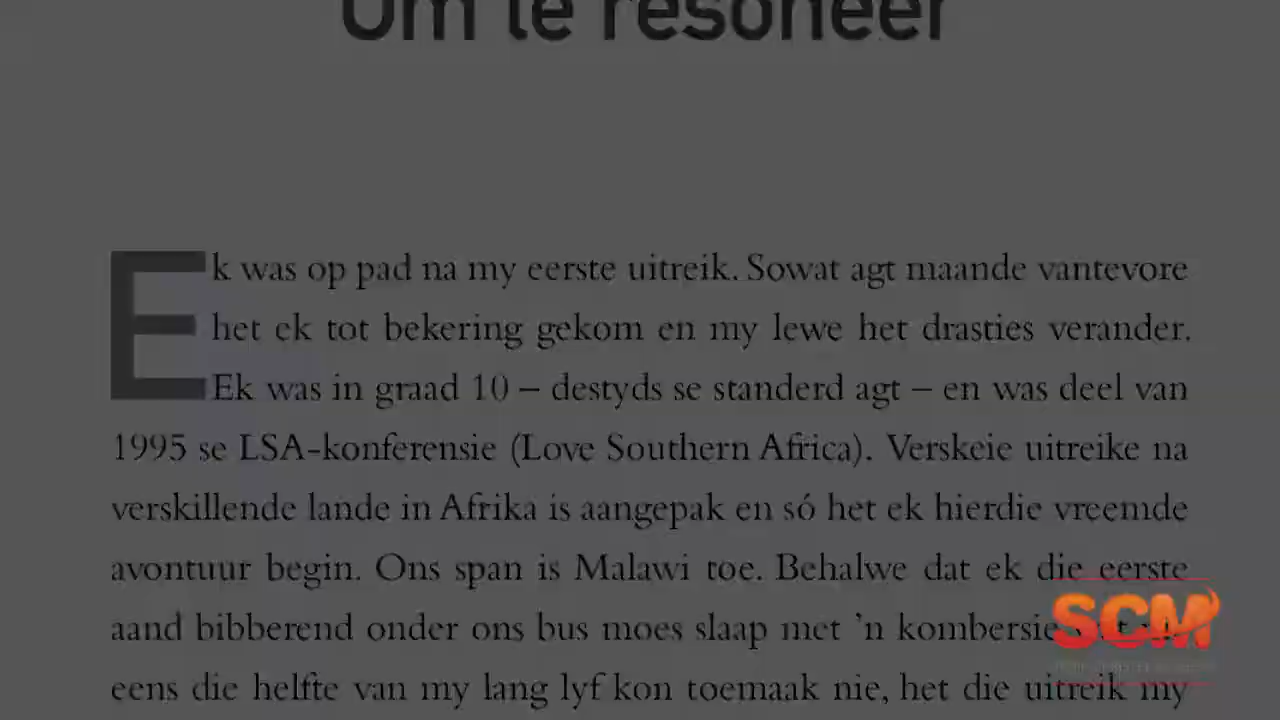 Om te resoneer
Ek was op pad na my eerste uitreik. Sowat agt maande vantevore
het ek tot bekering gekom en my lewe het drasties verander.
Ek was in graad 10 – destyds se standerd agt – en was deel van
1995 se LSA-konferensie (Love Southern Africa). Verskeie uitreike na
verskillende lande in Afrika is aangepak en só het ek hierdie vreemde
avontuur begin. Ons span is Malawi toe. Behalwe dat ek die eerste
aand bibberend onder ons bus moes slaap met ’n kombersie
SCM
eens die helfte van my lang lyf kon toemaak nie, het die uitreik my